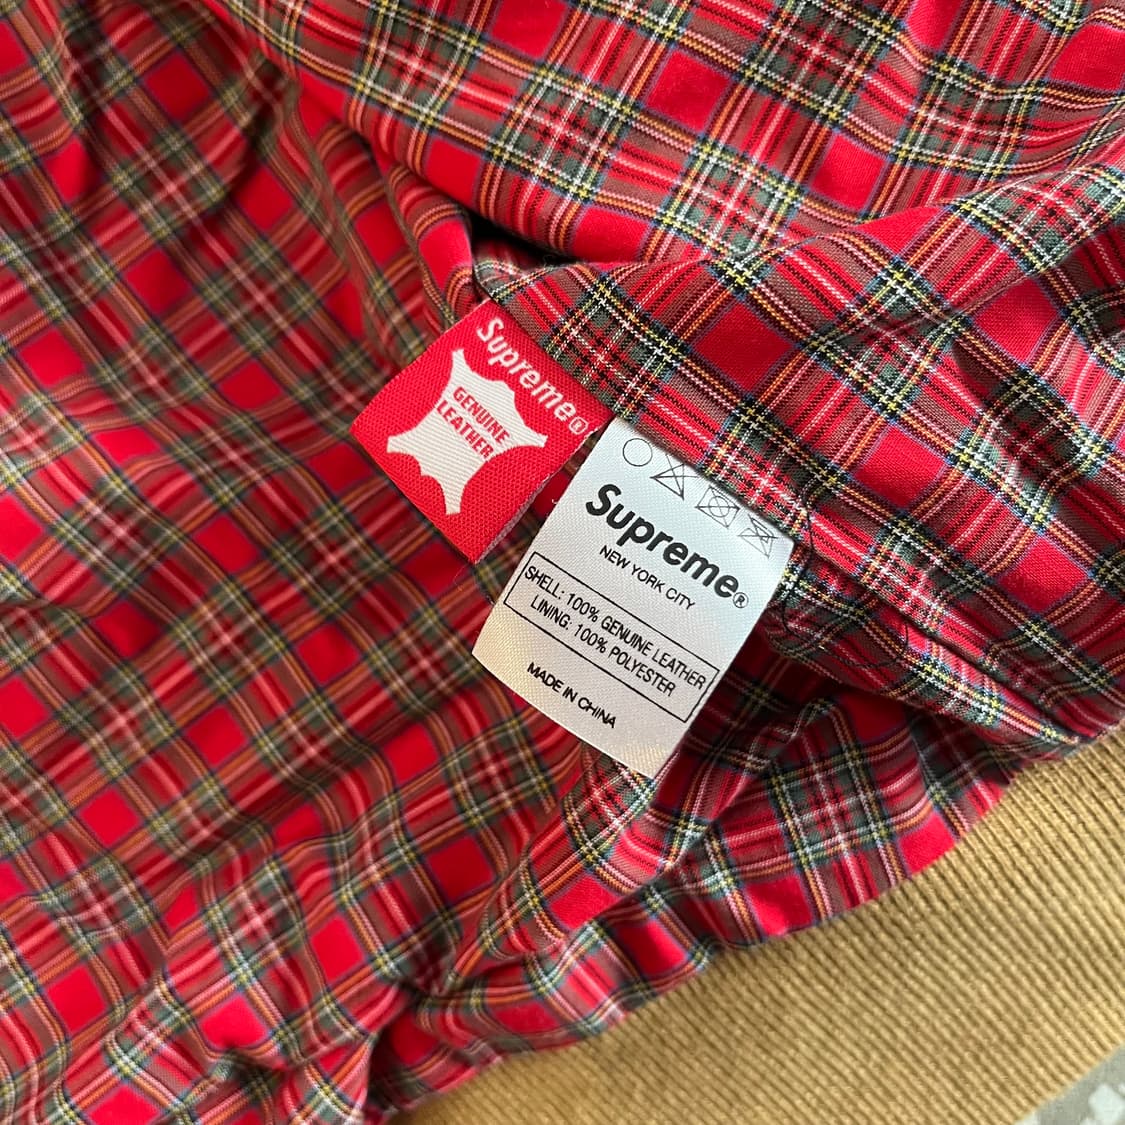 Supreme®
GENUINE
LEATHER
Supreme®
NEW YORK CITY
SHELL: 100% GENUINE LEATHER
LINING: 100% POLYESTER
MADE IN CHINA